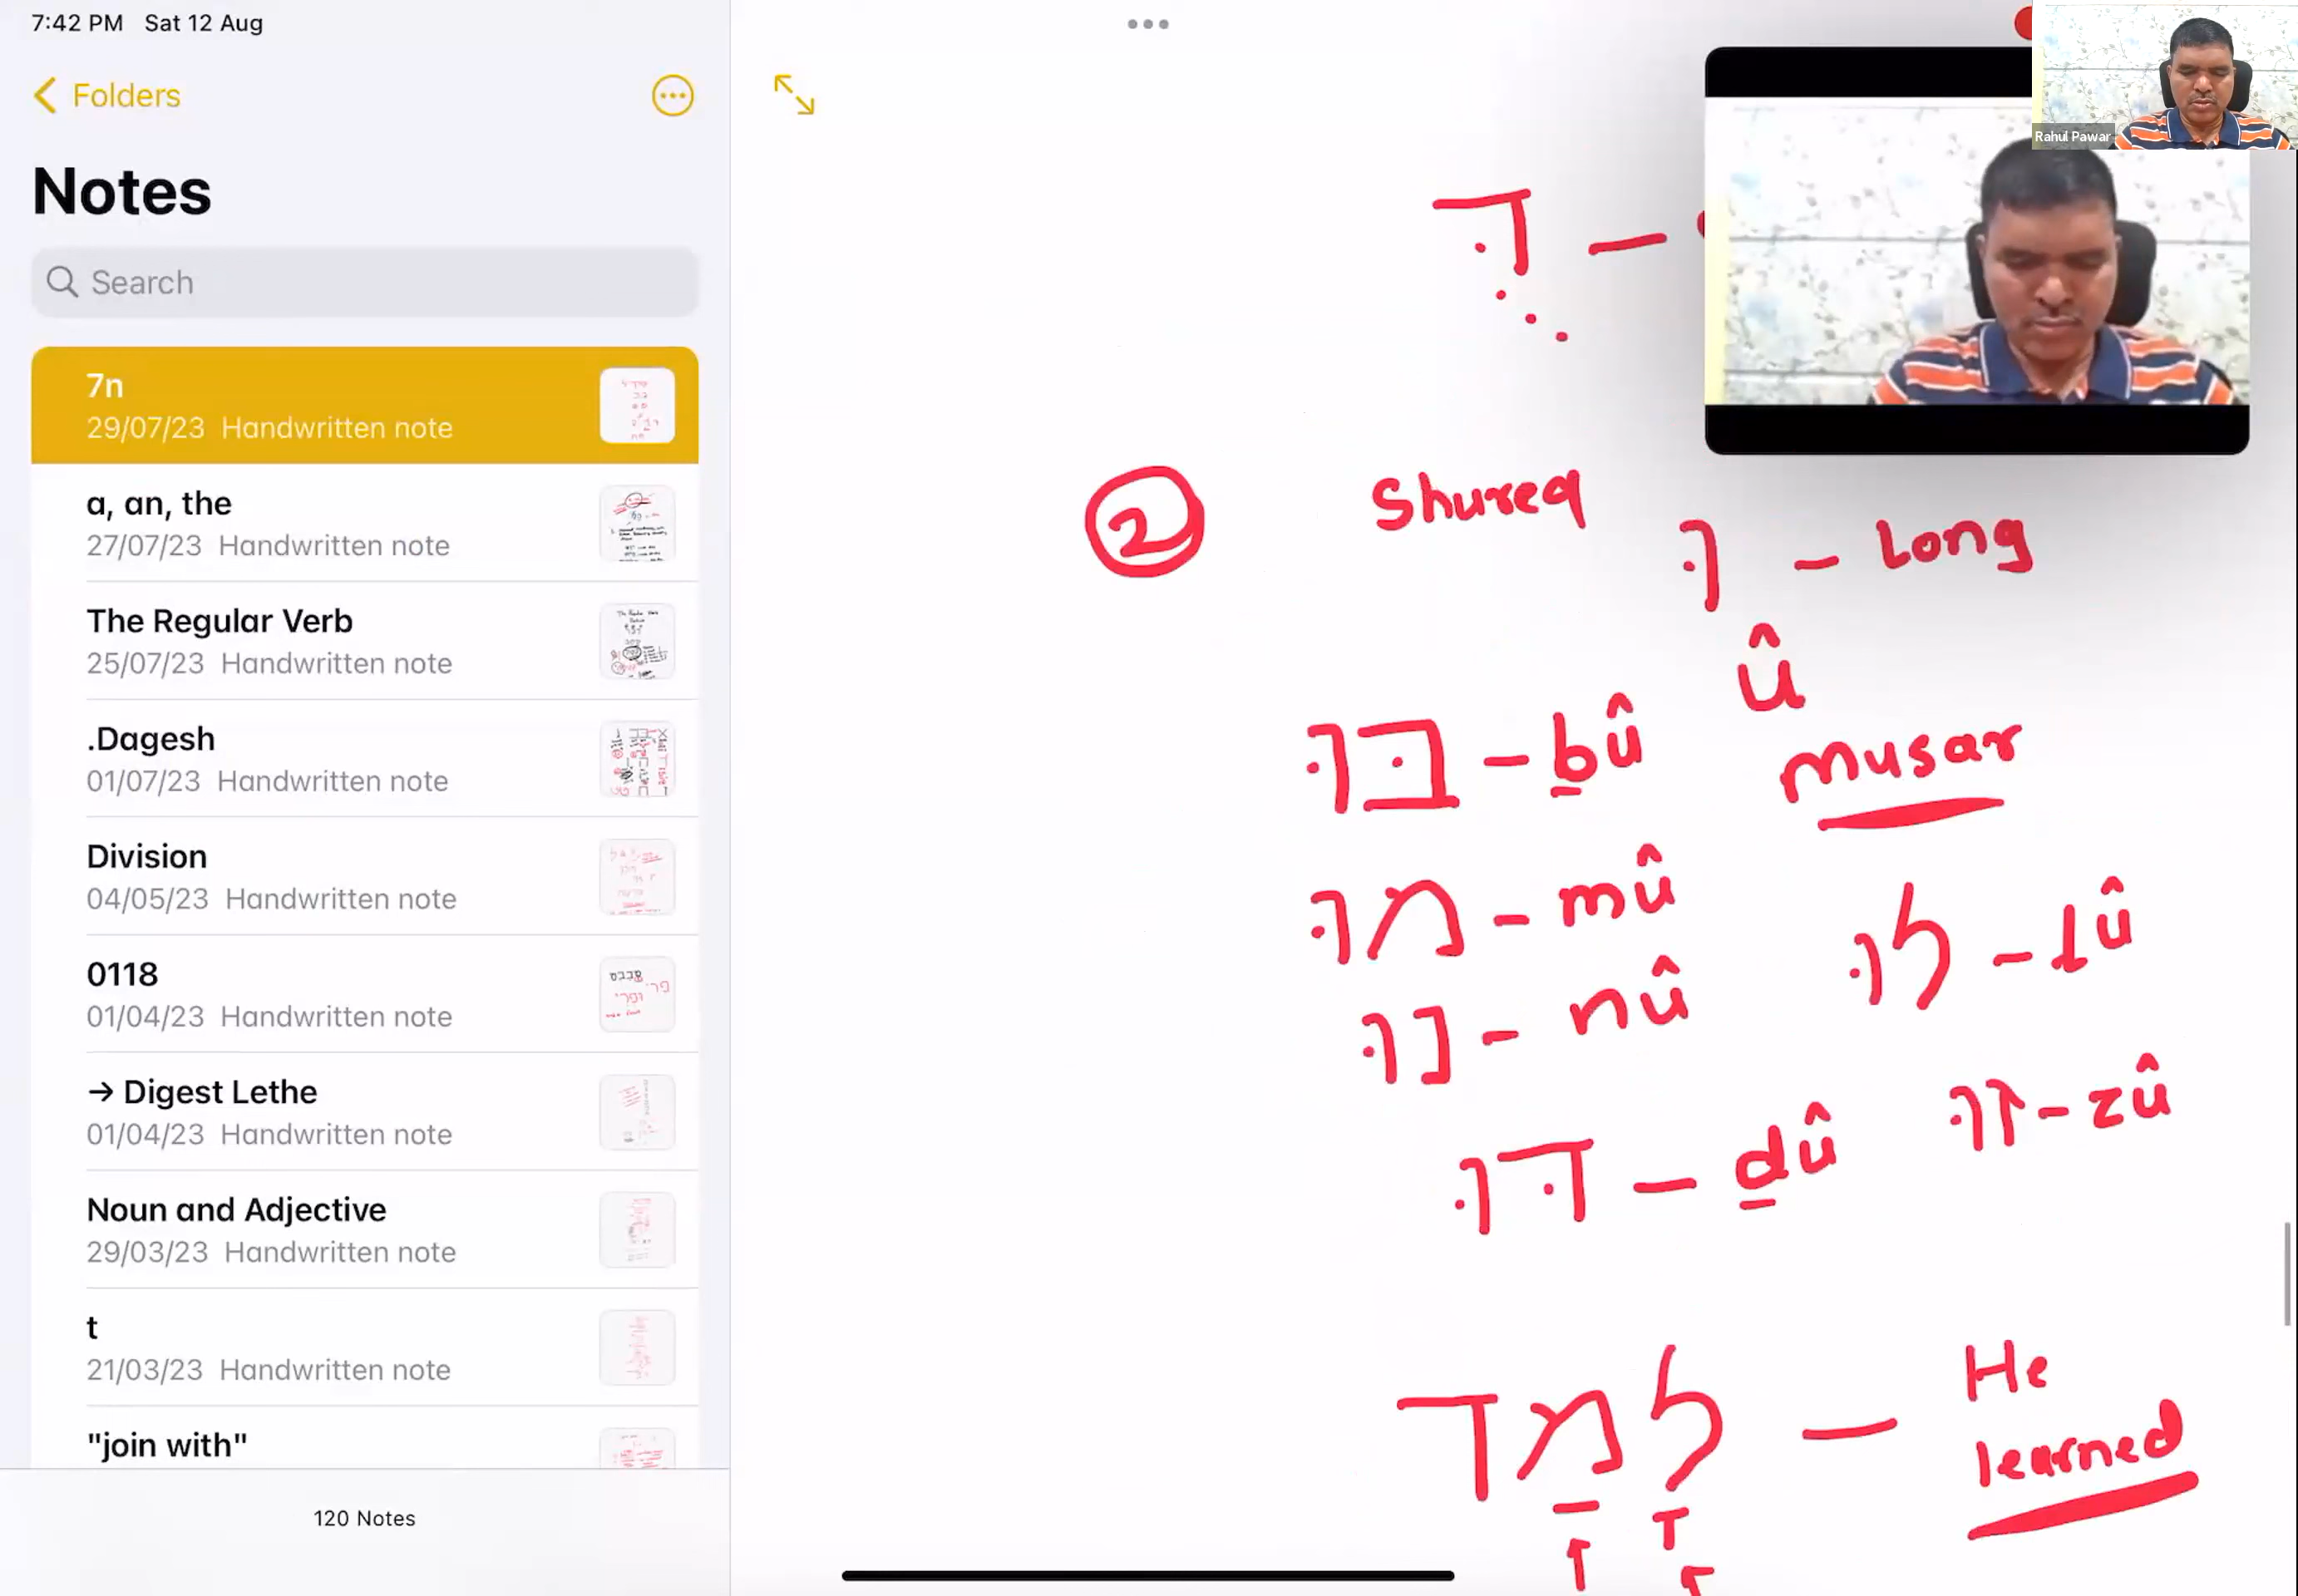 7:42 PM Sat 12 Aug
Folders
Notes
Search
7n
29/07/23 Handwritten note
a, an, the
27/07/23 Handwritten note
The Regular Verb
25/07/23 Handwritten note
.Dagesh
01/07/23 Handwritten note
Division
04/05/23 Handwritten note
0118
01/04/23 Handwritten note
→ Digest Lethe
01/04/23 Handwritten note
Noun and Adjective
29/03/23 Handwritten note
t
21/03/23 Handwritten note
"join with"
120 Notes
Rahul Pawar
דֻּ –
2 Shureq
וּ – Long
û
בּוּ – bû
musar
מוּ – mû
לוּ – lû
נוּ – nû
זוּ – zû
דּוּ – dû
לָמַד – He
learned